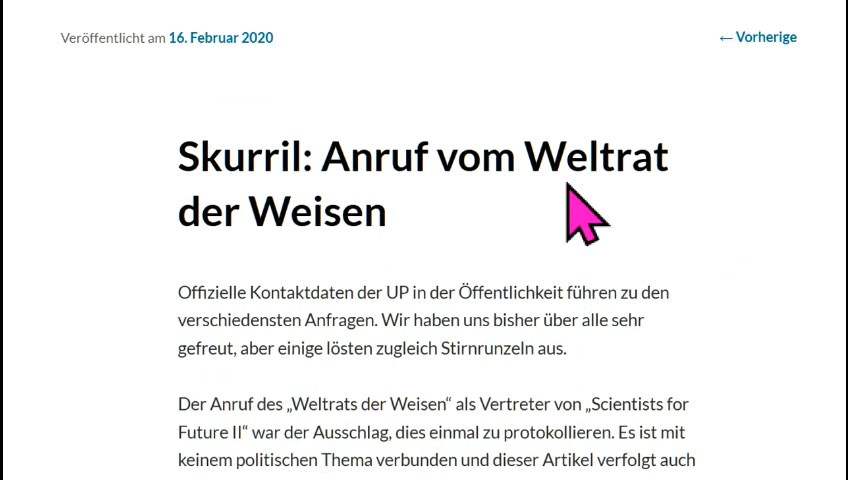 Veröffentlicht am 16. Februar 2020
← Vorherige
Skurril: Anruf vom Weltrat
der Weisen
Offizielle Kontaktdaten der UP in der Öffentlichkeit führen zu den
verschiedensten Anfragen. Wir haben uns bisher über alle sehr
gefreut, aber einige lösten zugleich Stirnrunzeln aus.
Der Anruf des „Weltrats der Weisen“ als Vertreter von „Scientists for
Future II“ war der Ausschlag, dies einmal zu protokollieren. Es ist mit
keinem politischen Thema verbunden und dieser Artikel verfolgt auch